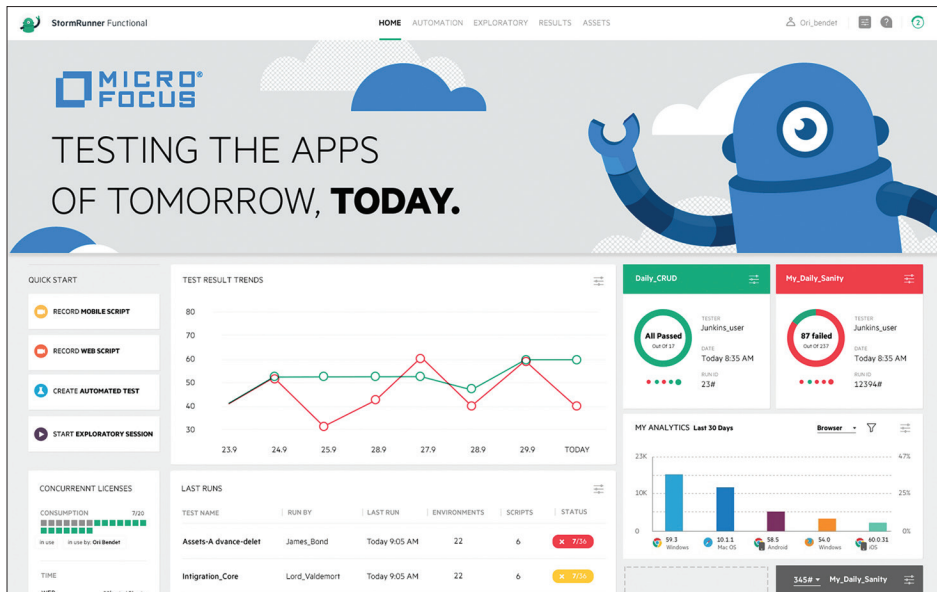 StormRunner Functional
HOME AUTOMATION EXPLORATORY RESULTS ASSETS
Ori_bendet
2
MICRO®
FOCUS
TESTING THE APPS
OF TOMORROW, TODAY.
QUICK START
RECORD MOBILE SCRIPT
RECORD WEB SCRIPT
CREATE AUTOMATED TEST
START EXPLORATORY SESSION
CONCURRENNT LICENSES
CONSUMPTION 7/20
in use in use by: Ori Bendet
TIME
WEB
TEST RESULT TRENDS
80
70
60
50
40
30
23.9 24.9 25.9 28.9 27.9 28.9 29.9 TODAY
LAST RUNS
TEST NAME RUN BY LAST RUN ENVIRONMENTS SCRIPTS STATUS
Assets-A dvance-delet James_Bond Today 9:05 AM 22 6 × 7/36
Intigration_Core Lord_Valdemort Today 9:05 AM 22 6 × 7/36
Daily_CRUD
All Passed
Out Of 17
TESTER
Junkins_user
DATE
Today 8:35 AM
RUN ID
23#
My_Daily_Sanity
87 failed
Out Of 237
TESTER
Junkins_user
DATE
Today 8:35 AM
RUN ID
12394#
MY ANALYTICS Last 30 Days Browser
23K 47%
10K 25%
0 0%
59.3 10.1.1 58.5 54.0 60.0.31
Windows Mac OS Android Windows iOS
345# My_Daily_Sanity